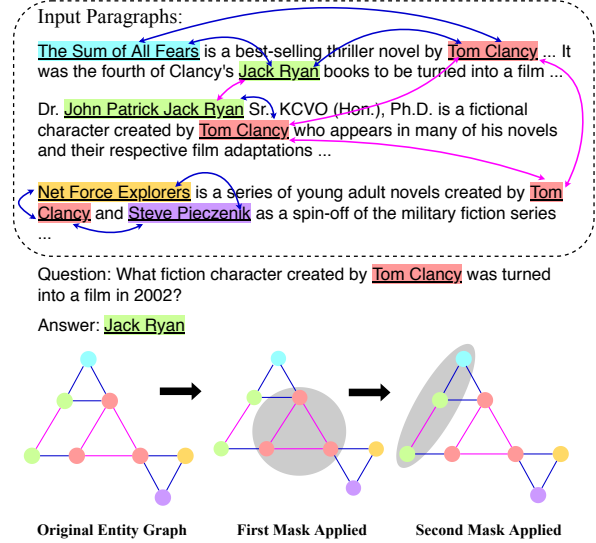 Input Paragraphs:
The Sum of All Fears is a best-selling thriller novel by Tom Clancy ... It
was the fourth of Clancy's Jack Ryan books to be turned into a film ...
Dr. John Patrick Jack Ryan Sr., KCVO (Hon.), Ph.D. is a fictional
character created by Tom Clancy who appears in many of his novels
and their respective film adaptations ...
Net Force Explorers is a series of young adult novels created by Tom
Clancy and Steve Pieczenik as a spin-off of the military fiction series
...
Question: What fiction character created by Tom Clancy was turned
into a film in 2002?
Answer: Jack Ryan
Original Entity Graph
First Mask Applied
Second Mask Applied